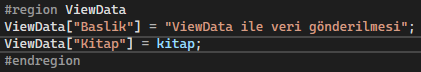 #region ViewData
ViewData["Baslik"] = "ViewData ile veri gönderilmesi";
ViewData["Kitap"] = kitap;
#endregion